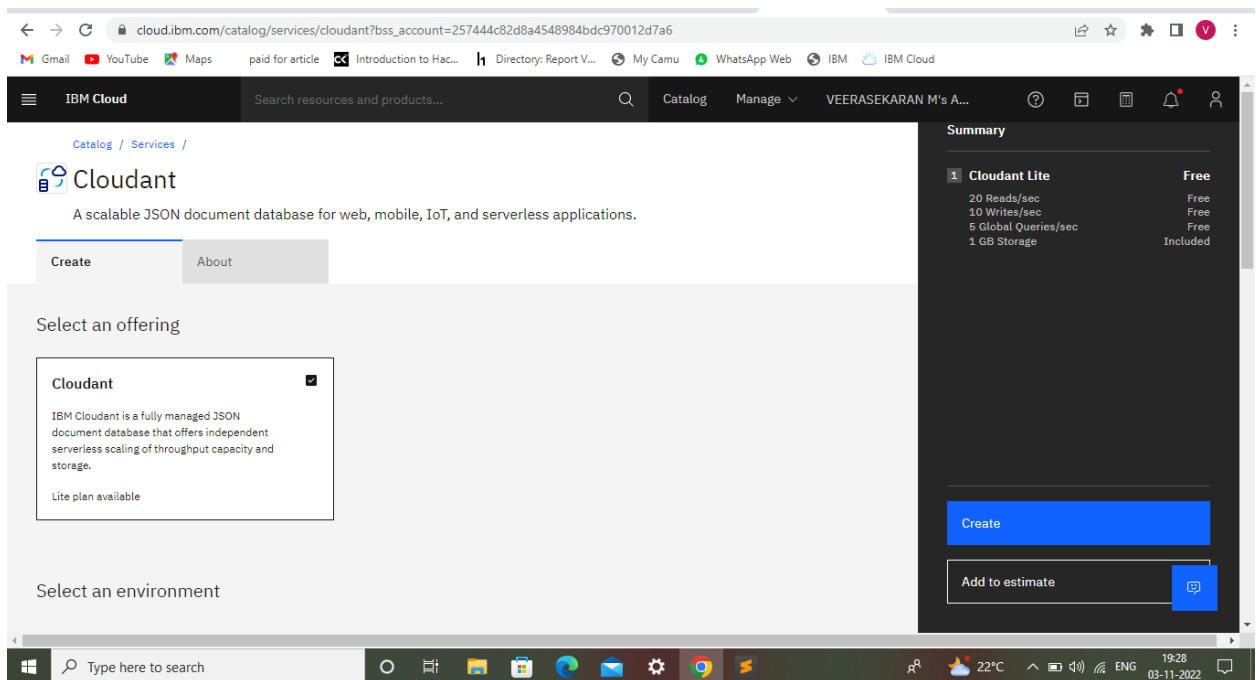 cloud.ibm.com/catalog/services/cloudant?bss_account=257444c82d8a4548984bdc970012d7a6
V
Gmail YouTube Maps paid for article Introduction to Hac... Directory: Report V... My Camu WhatsApp Web IBM IBM Cloud
IBM Cloud Search resources and products... Catalog Manage VEERASEKARAN M's A...
Catalog / Services /
Cloudant
A scalable JSON document database for web, mobile, IoT, and serverless applications.
Create About
Select an offering
Cloudant
IBM Cloudant is a fully managed JSON
document database that offers independent
serverless scaling of throughput capacity and
storage.
Lite plan available
Select an environment
Summary
1 Cloudant Lite Free
20 Reads/sec Free
10 Writes/sec Free
5 Global Queries/sec Free
1 GB Storage Included
Create
Add to estimate
Type here to search
22°C ENG
19:28
03-11-2022